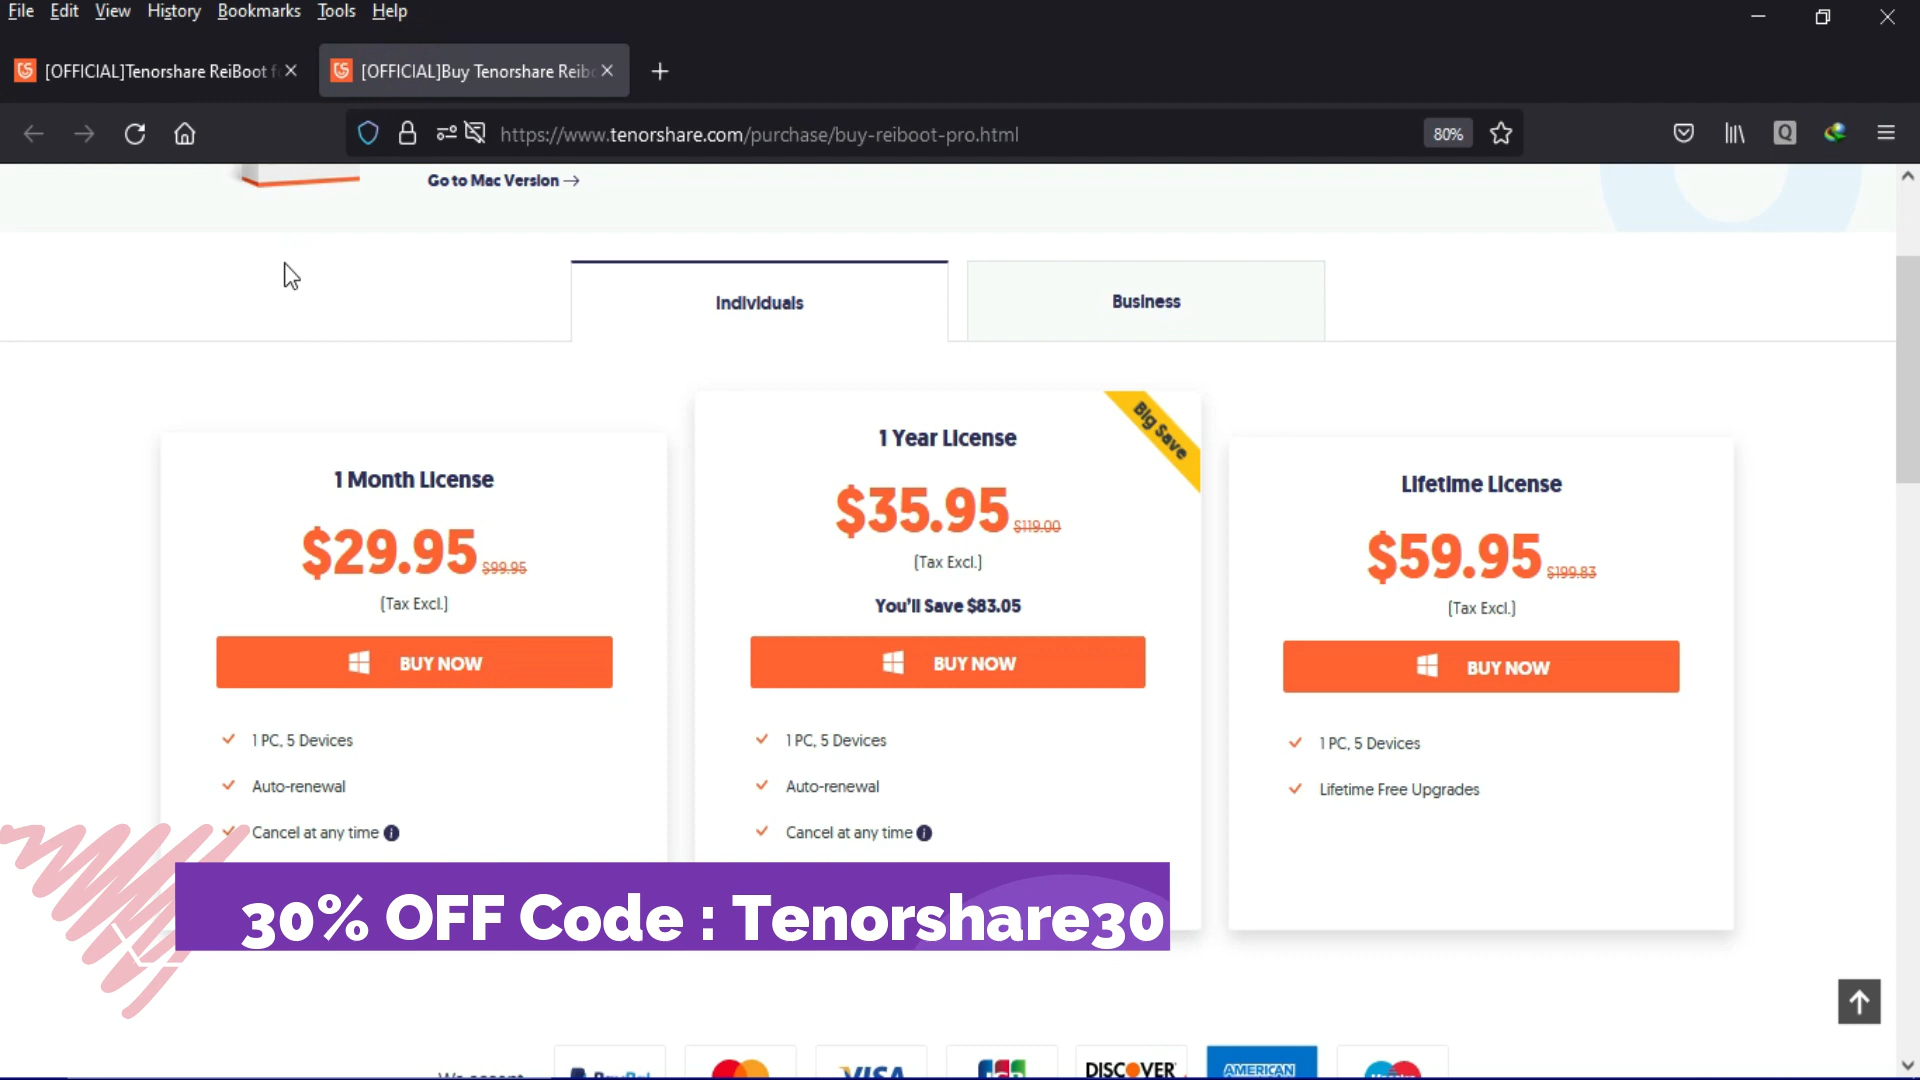 File Edit View History Bookmarks Tools Help
[OFFICIAL]Tenorshare ReiBoot f
[OFFICIAL]Buy Tenorshare Reibo
https://www.tenorshare.com/purchase/buy-reiboot-pro.html
80%
Go to Mac Version →
Individuals
Business
1 Month License
$29.95 $99.95
(Tax Excl.)
BUY NOW
1 PC, 5 Devices
Auto-renewal
Cancel at any time
Big Save
1 Year License
$35.95 $119.00
(Tax Excl.)
You'll Save $83.05
BUY NOW
1 PC, 5 Devices
Auto-renewal
Cancel at any time
Lifetime License
$59.95 $199.83
(Tax Excl.)
BUY NOW
1 PC, 5 Devices
Lifetime Free Upgrades
30% OFF Code : Tenorshare30
We accept
PayPal
VISA
JCB
DISCOVER
AMERICAN